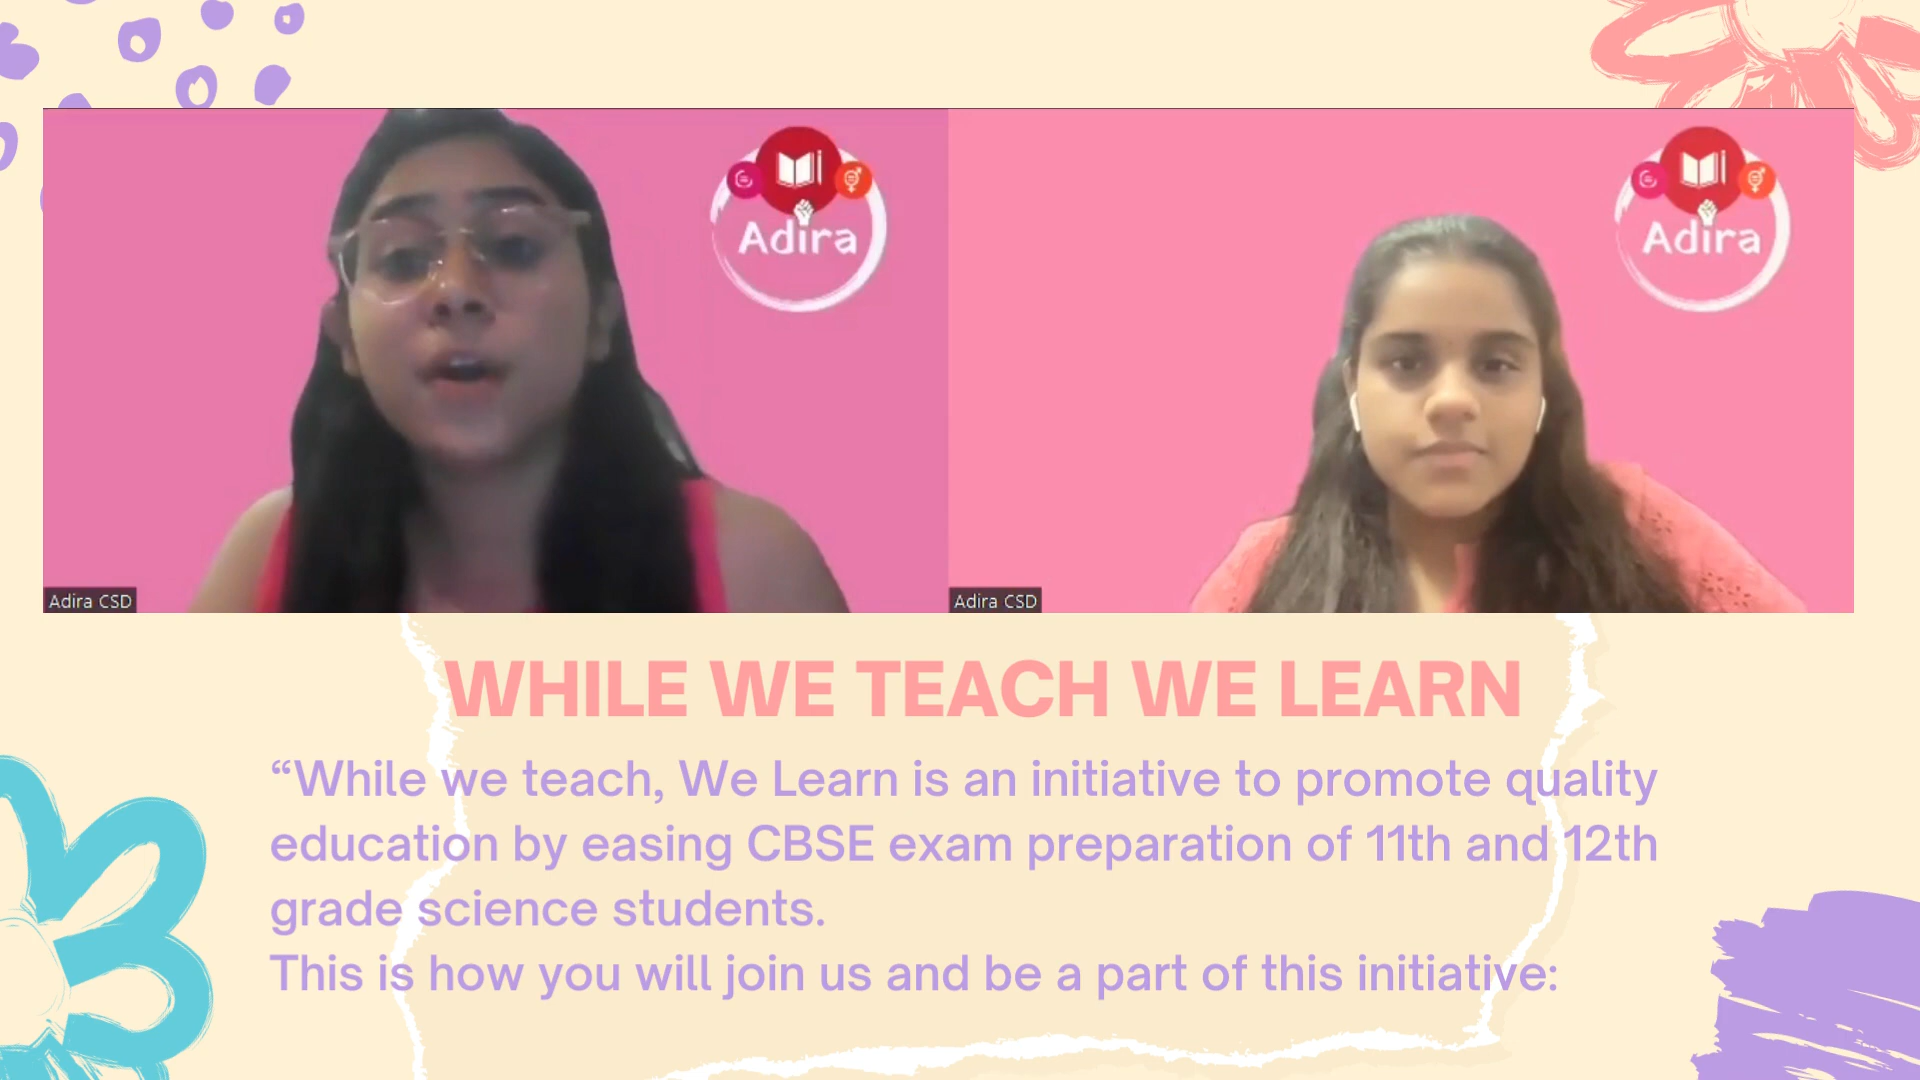 Adira
Adira
Adira CSD
Adira CSD
WHILE WE TEACH WE LEARN
“While we teach, We Learn is an initiative to promote quality
education by easing CBSE exam preparation of 11th and 12th
grade science students.
This is how you will join us and be a part of this initiative: